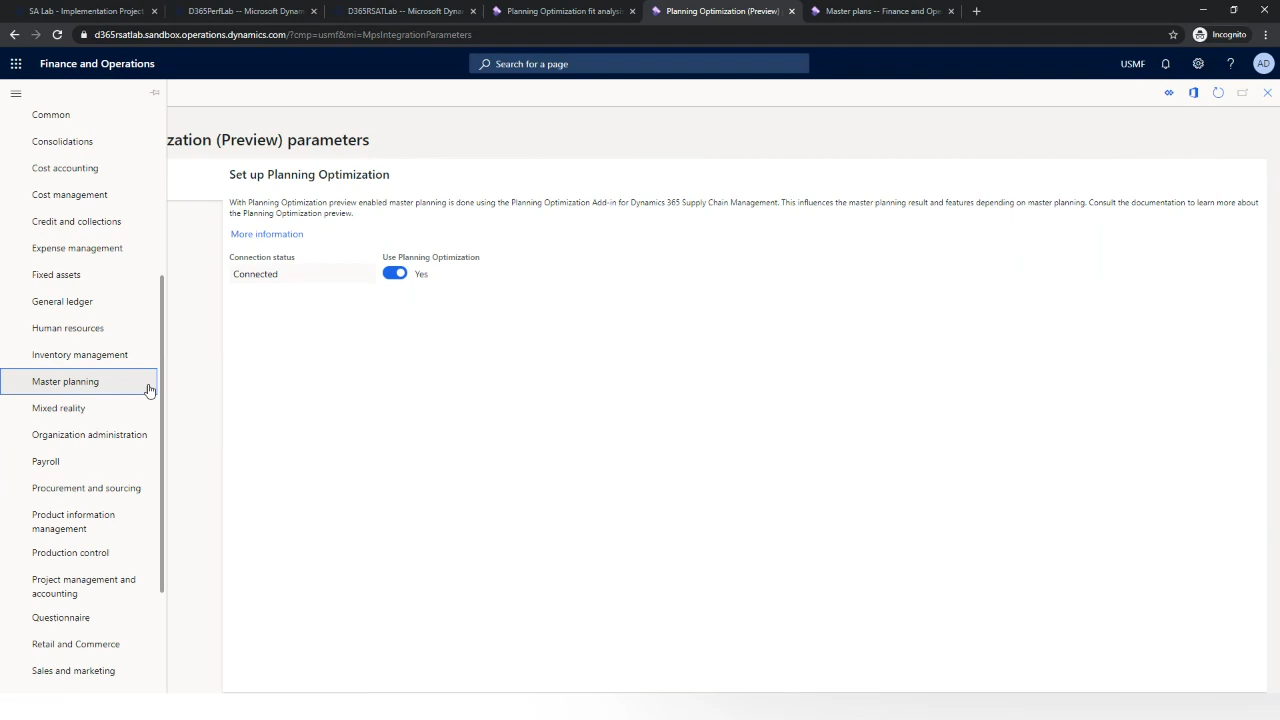 SA Lab - Implementation Project
D365PerfLab -- Microsoft Dynam
D365RSATLab -- Microsoft Dynam
Planning Optimization fit analysis
Planning Optimization (Preview)
Master plans -- Finance and Ope
d365rsatlab.sandbox.operations.dynamics.com/?cmp=usmf&mi=MpsIntegrationParameters
Incognito
Finance and Operations
Search for a page
USMF
?
AD
Common
Consolidations
Cost accounting
Cost management
Credit and collections
Expense management
Fixed assets
General ledger
Human resources
Inventory management
Master planning
Mixed reality
Organization administration
Payroll
Procurement and sourcing
Product information
management
Production control
Project management and
accounting
Questionnaire
Retail and Commerce
Sales and marketing
zation (Preview) parameters
Set up Planning Optimization
With Planning Optimization preview enabled master planning is done using the Planning Optimization Add-in for Dynamics 365 Supply Chain Management. This influences the master planning result and features depending on master planning. Consult the documentation to learn more about
the Planning Optimization preview.
More information
Connection status
Use Planning Optimization
Connected
Yes